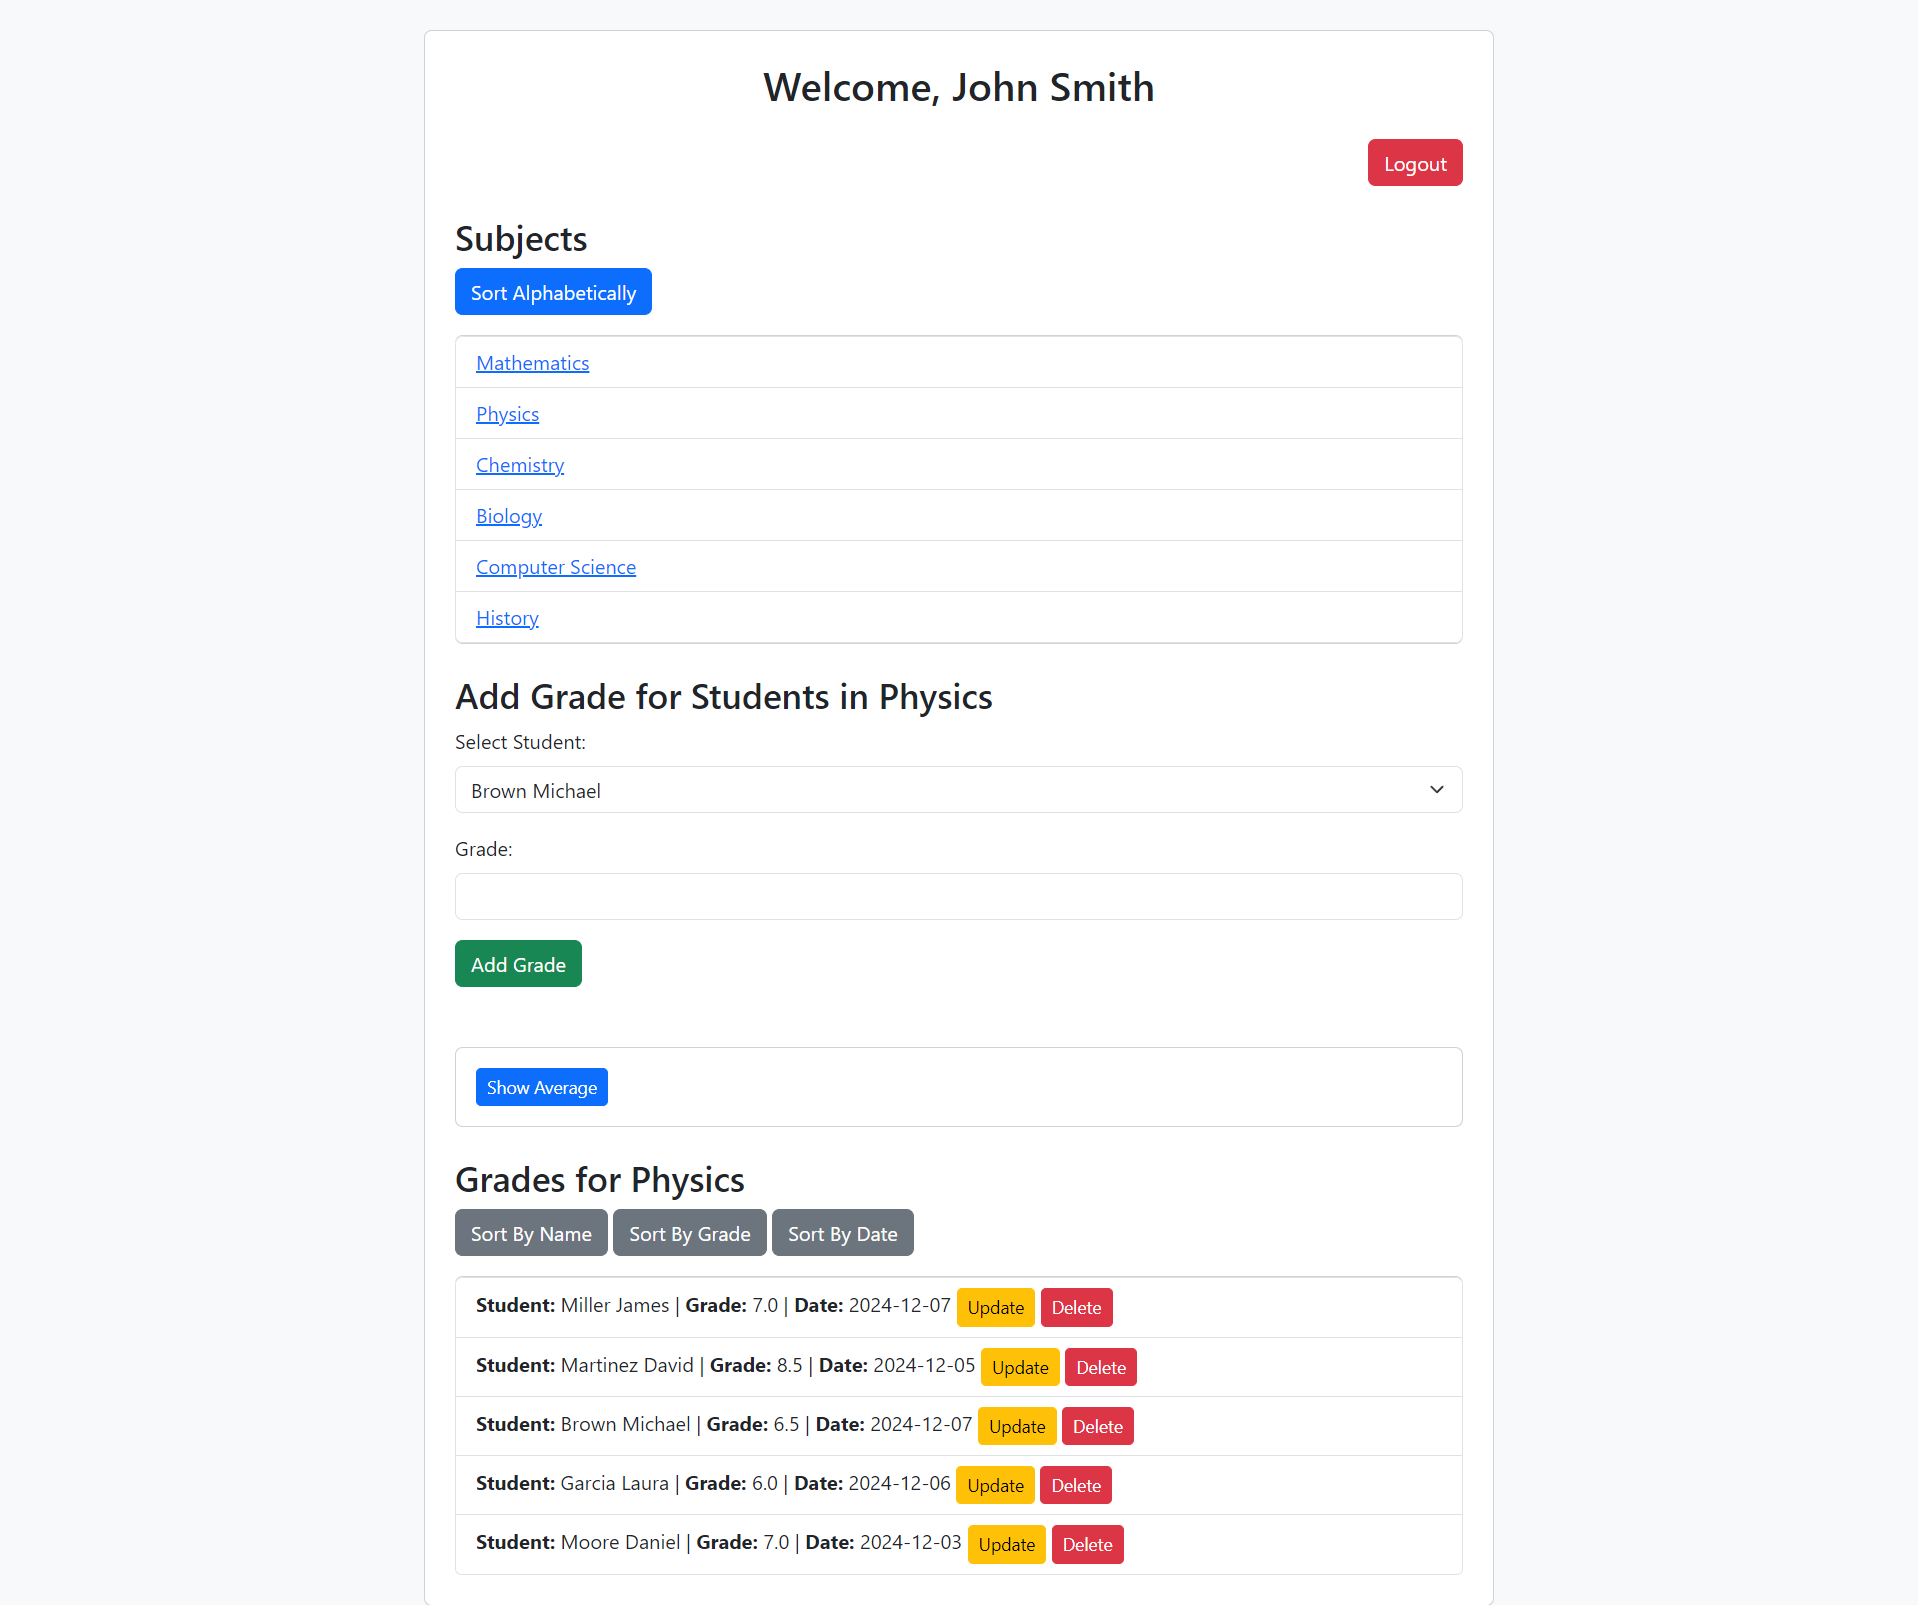 Welcome, John Smith
Logout
Subjects
Sort Alphabetically
Mathematics
Physics
Chemistry
Biology
Computer Science
History
Add Grade for Students in Physics
Select Student:
Brown Michael
Grade:
Add Grade
Show Average
Grades for Physics
Sort By Name Sort By Grade Sort By Date
Student: Miller James | Grade: 7.0 | Date: 2024-12-07 Update Delete
Student: Martinez David | Grade: 8.5 | Date: 2024-12-05 Update Delete
Student: Brown Michael | Grade: 6.5 | Date: 2024-12-07 Update Delete
Student: Garcia Laura | Grade: 6.0 | Date: 2024-12-06 Update Delete
Student: Moore Daniel | Grade: 7.0 | Date: 2024-12-03 Update Delete